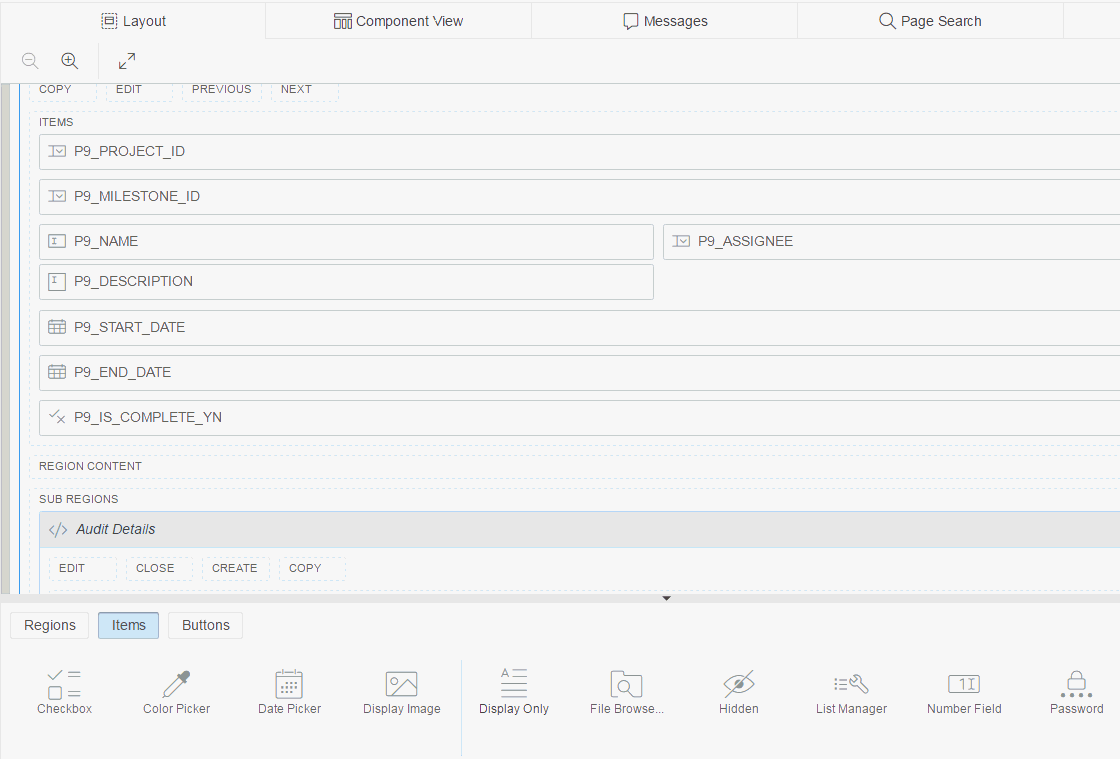 Layout Component View Messages Page Search
COPY EDIT PREVIOUS NEXT
ITEMS
P9_PROJECT_ID
P9_MILESTONE_ID
P9_NAME P9_ASSIGNEE
P9_DESCRIPTION
P9_START_DATE
P9_END_DATE
P9_IS_COMPLETE_YN
REGION CONTENT
SUB REGIONS
Audit Details
EDIT CLOSE CREATE COPY
Regions Items Buttons
Checkbox Color Picker Date Picker Display Image Display Only File Browse... Hidden List Manager Number Field Password